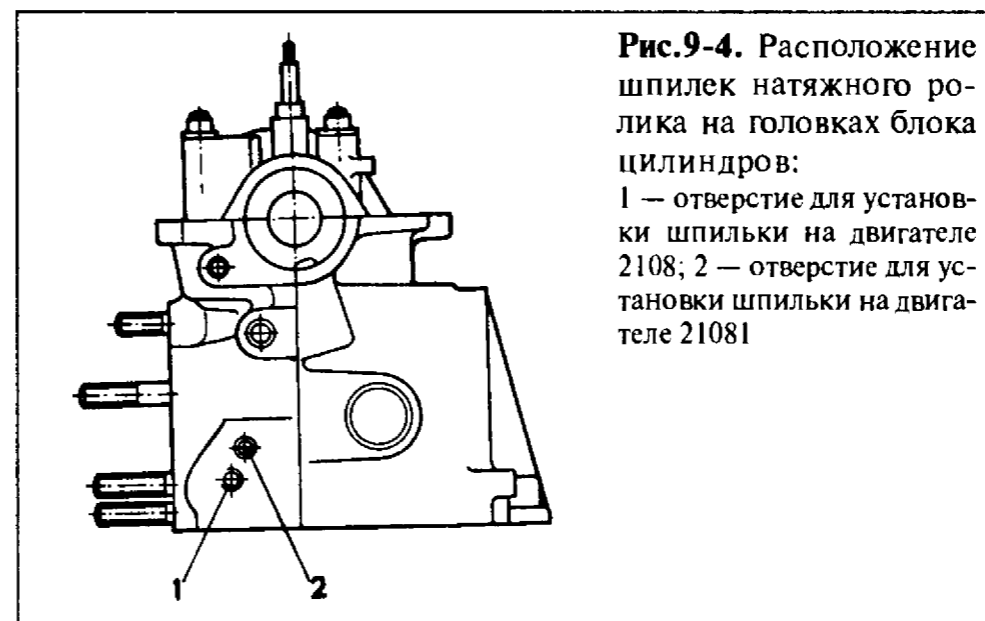 Рис.9-4. Расположение
шпилек натяжного ро-
лика на головках блока
цилиндров:
1 — отверстие для установ-
ки шпильки на двигателе
2108; 2 — отверстие для ус-
тановки шпильки на двига-
теле 21081
1
2